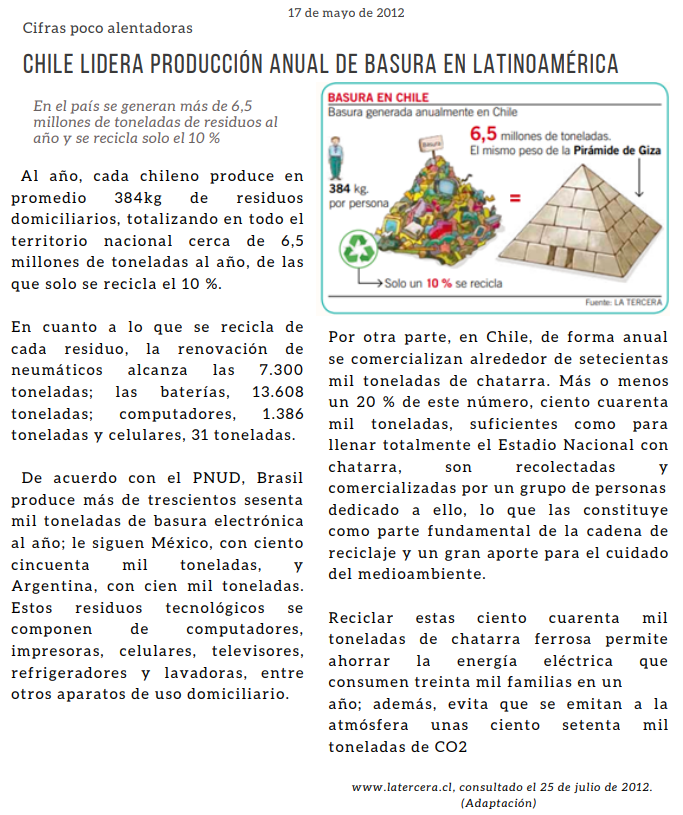 17 de mayo de 2012
Cifras poco alentadoras
CHILE LIDERA PRODUCCIÓN ANUAL DE BASURA EN LATINOAMÉRICA
En el país se generan más de 6,5
millones de toneladas de residuos al
año y se recicla solo el 10 %
Al año, cada chileno produce en
promedio 384kg de residuos
domiciliarios, totalizando en todo el
territorio nacional cerca de 6,5
millones de toneladas al año, de las
que solo se recicla el 10 %.
En cuanto a lo que se recicla de
cada residuo, la renovación de
neumáticos alcanza las 7.300
toneladas; las baterías, 13.608
toneladas; computadores, 1.386
toneladas y celulares, 31 toneladas.
De acuerdo con el PNUD, Brasil
produce más de trescientos sesenta
mil toneladas de basura electrónica
al año; le siguen México, con ciento
cincuenta mil toneladas, y
Argentina, con cien mil toneladas.
Estos residuos tecnológicos se
componen de computadores,
impresoras, celulares, televisores,
refrigeradores y lavadoras, entre
otros aparatos de uso domiciliario.
BASURA EN CHILE
Basura generada anualmente en Chile
6,5 millones de toneladas.
El mismo peso de la Pirámide de Giza
Basura
384 kg.
por persona
=
Solo un 10 % se recicla
Fuente: LA TERCERA
Por otra parte, en Chile, de forma anual
se comercializan alrededor de setecientas
mil toneladas de chatarra. Más o menos
un 20 % de este número, ciento cuarenta
mil toneladas, suficientes como para
llenar totalmente el Estadio Nacional con
chatarra, son recolectadas y
comercializadas por un grupo de personas
dedicado a ello, lo que las constituye
como parte fundamental de la cadena de
reciclaje y un gran aporte para el cuidado
del medioambiente.
Reciclar estas ciento cuarenta mil
toneladas de chatarra ferrosa permite
ahorrar la energía eléctrica que
consumen treinta mil familias en un
año; además, evita que se emitan a la
atmósfera unas ciento setenta mil
toneladas de CO2
www.latercera.cl, consultado el 25 de julio de 2012.
(Adaptación)